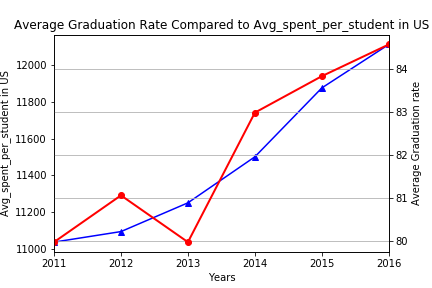 Average Graduation Rate Compared to Avg_spent_per_student in US
12000
11800
11600
11400
11200
11000
Avg_spent_per_student in US
84
83
82
81
80
Average Graduation rate
2011 2012 2013 2014 2015 2016
Years